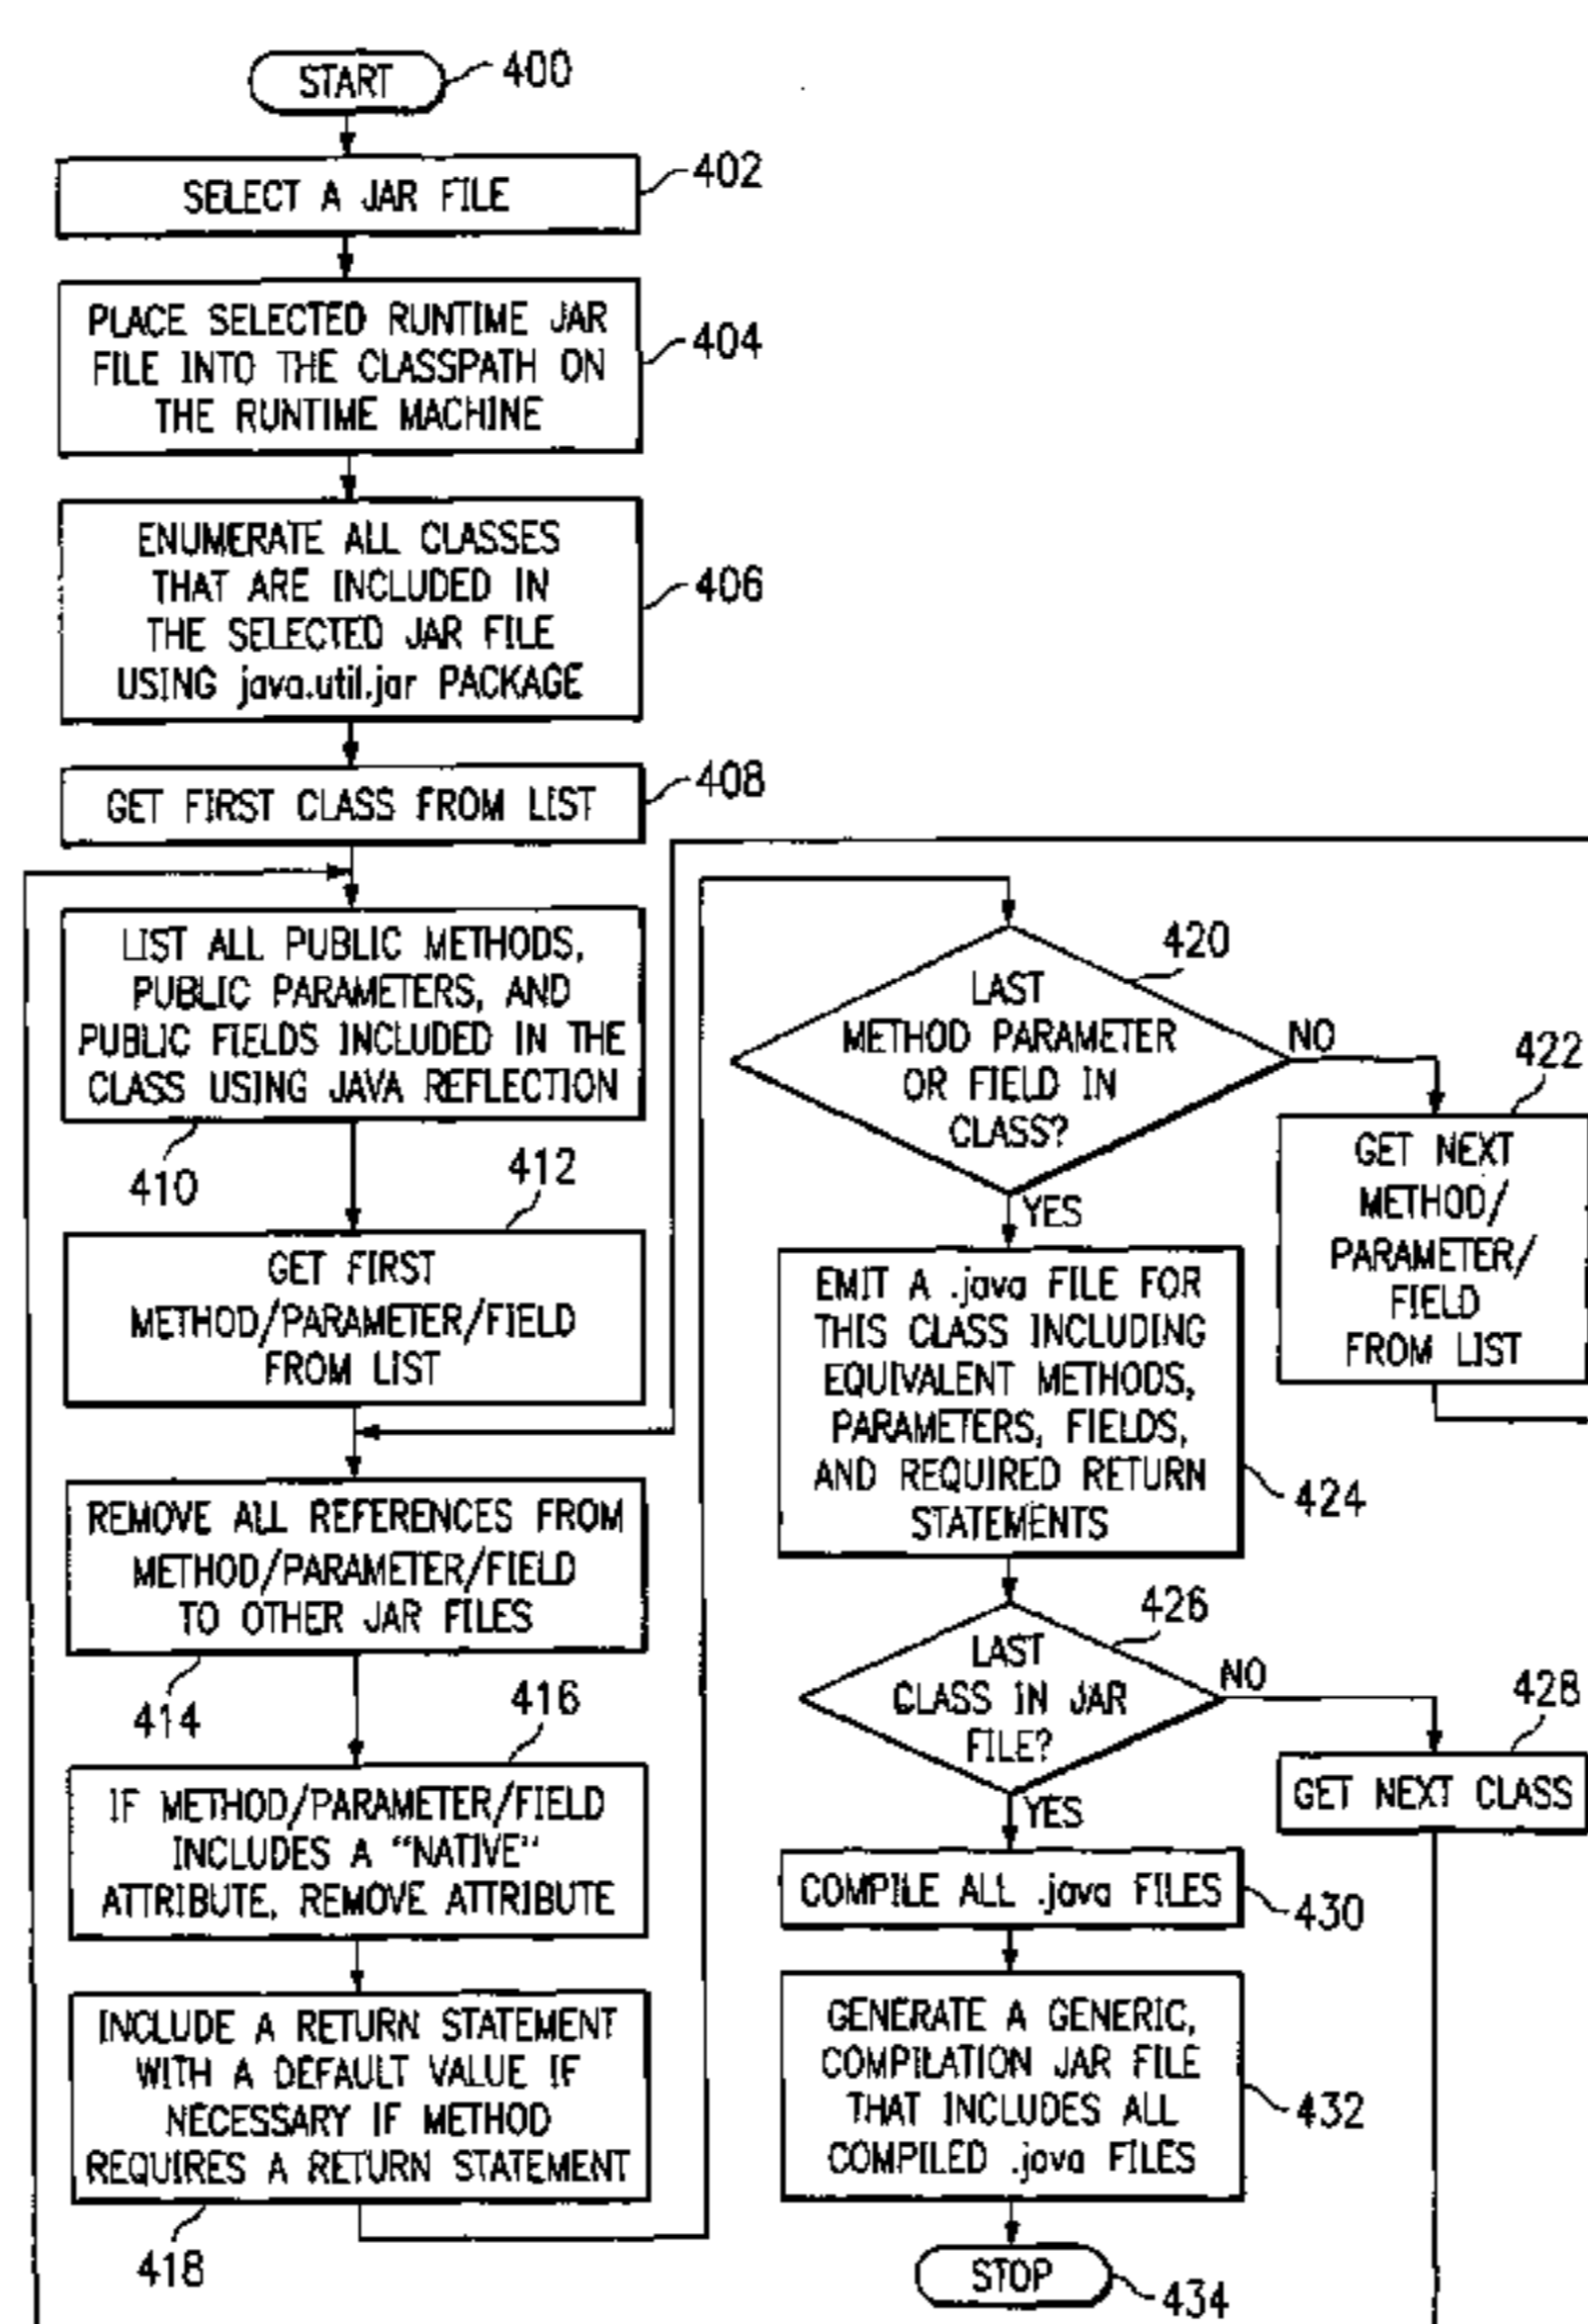 START
400
SELECT A JAR FILE
402
PLACE SELECTED RUNTIME JAR
FILE INTO THE CLASSPATH ON
THE RUNTIME MACHINE
404
ENUMERATE ALL CLASSES
THAT ARE INCLUDED IN
THE SELECTED JAR FILE
USING java.util.jar PACKAGE
406
GET FIRST CLASS FROM LIST
408
LIST ALL PUBLIC METHODS,
PUBLIC PARAMETERS, AND
PUBLIC FIELDS INCLUDED IN THE
CLASS USING JAVA REFLECTION
410
412
GET FIRST
METHOD/PARAMETER/FIELD
FROM LIST
REMOVE ALL REFERENCES FROM
METHOD/PARAMETER/FIELD
TO OTHER JAR FILES
414
416
IF METHOD/PARAMETER/FIELD
INCLUDES A "NATIVE"
ATTRIBUTE, REMOVE ATTRIBUTE
INCLUDE A RETURN STATEMENT
WITH A DEFAULT VALUE IF
NECESSARY IF METHOD
REQUIRES A RETURN STATEMENT
418
420
LAST
METHOD PARAMETER
OR FIELD IN
CLASS?
NO
YES
422
GET NEXT
METHOD/
PARAMETER/
FIELD
FROM LIST
EMIT A .java FILE FOR
THIS CLASS INCLUDING
EQUIVALENT METHODS,
PARAMETERS, FIELDS,
AND REQUIRED RETURN
STATEMENTS
424
426
LAST
CLASS IN JAR
FILE?
NO
YES
428
GET NEXT CLASS
COMPILE ALL .java FILES
430
GENERATE A GENERIC,
COMPILATION JAR FILE
THAT INCLUDES ALL
COMPILED .java FILES
432
STOP
434